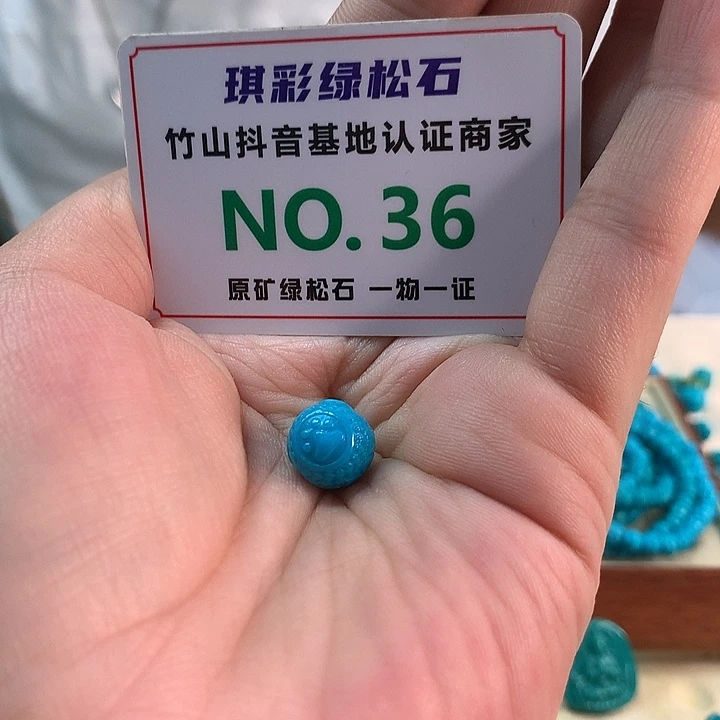 琪彩绿松石
竹山抖音基地认证商家
NO. 36
原矿绿松石 一物一证